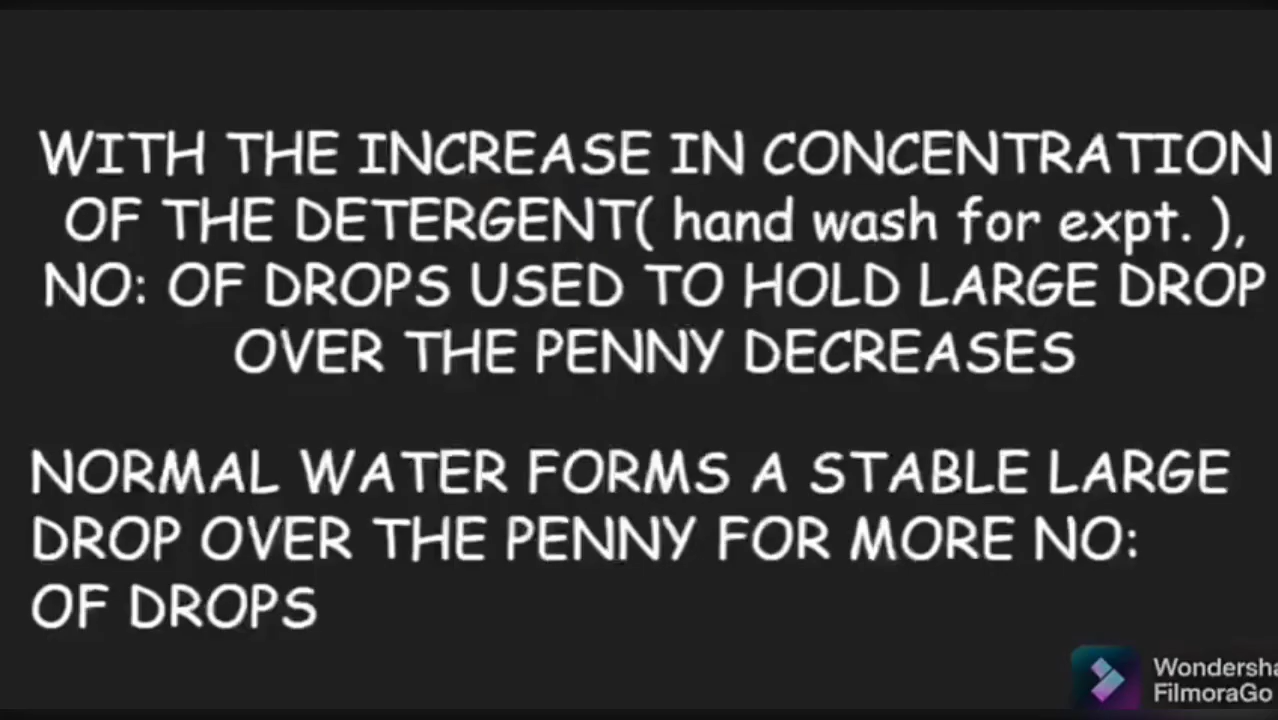 WITH THE INCREASE IN CONCENTRATION
OF THE DETERGENT( hand wash for expt. ),
NO: OF DROPS USED TO HOLD LARGE DROP
OVER THE PENNY DECREASES
NORMAL WATER FORMS A STABLE LARGE
DROP OVER THE PENNY FOR MORE NO:
OF DROPS
Wondersha
FilmoraGo